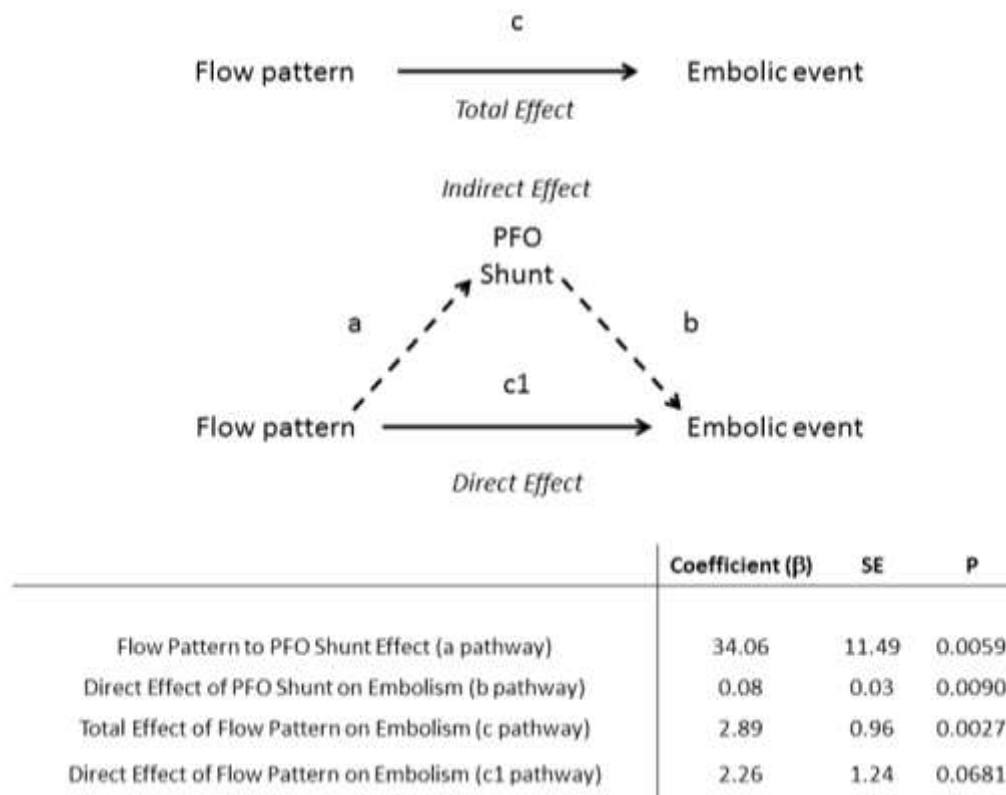 c
Flow pattern Embolic event
Total Effect
Indirect Effect
PFO
Shunt
a b
c1
Flow pattern Embolic event
Direct Effect
Coefficient (β) SE P
Flow Pattern to PFO Shunt Effect (a pathway) 34.06 11.49 0.0059
Direct Effect of PFO Shunt on Embolism (b pathway) 0.08 0.03 0.0090
Total Effect of Flow Pattern on Embolism (c pathway) 2.89 0.96 0.0027
Direct Effect of Flow Pattern on Embolism (c1 pathway) 2.26 1.24 0.0681